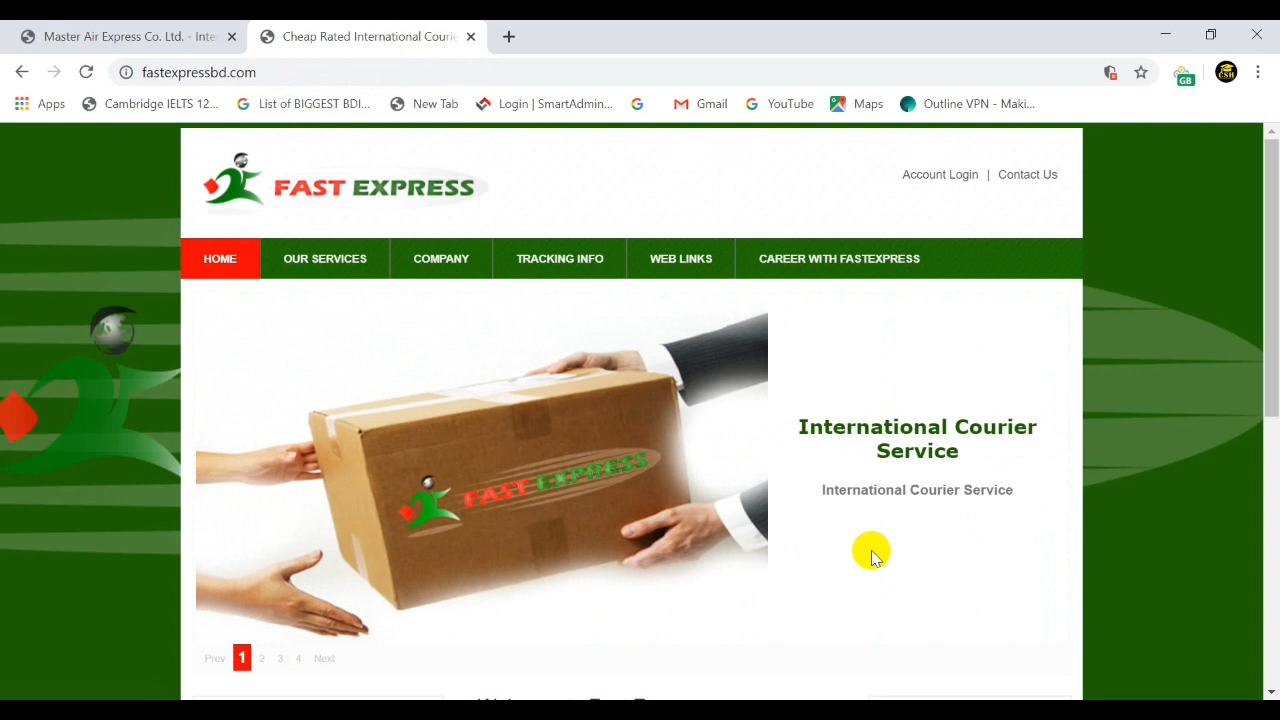 Master Air Express Co. Ltd. - Inte
Cheap Rated International Courie
fastexpressbd.com
GB
CSH
Apps
Cambridge IELTS 12...
List of BIGGEST BDI...
New Tab
Login | SmartAdmin...
Gmail
YouTube
Maps
Outline VPN - Maki...
FAST EXPRESS
Account Login | Contact Us
HOME
OUR SERVICES
COMPANY
TRACKING INFO
WEB LINKS
CAREER WITH FASTEXPRESS
FAST EXPRESS
International Courier
Service
International Courier Service
Prev 1 2 3 4 Next